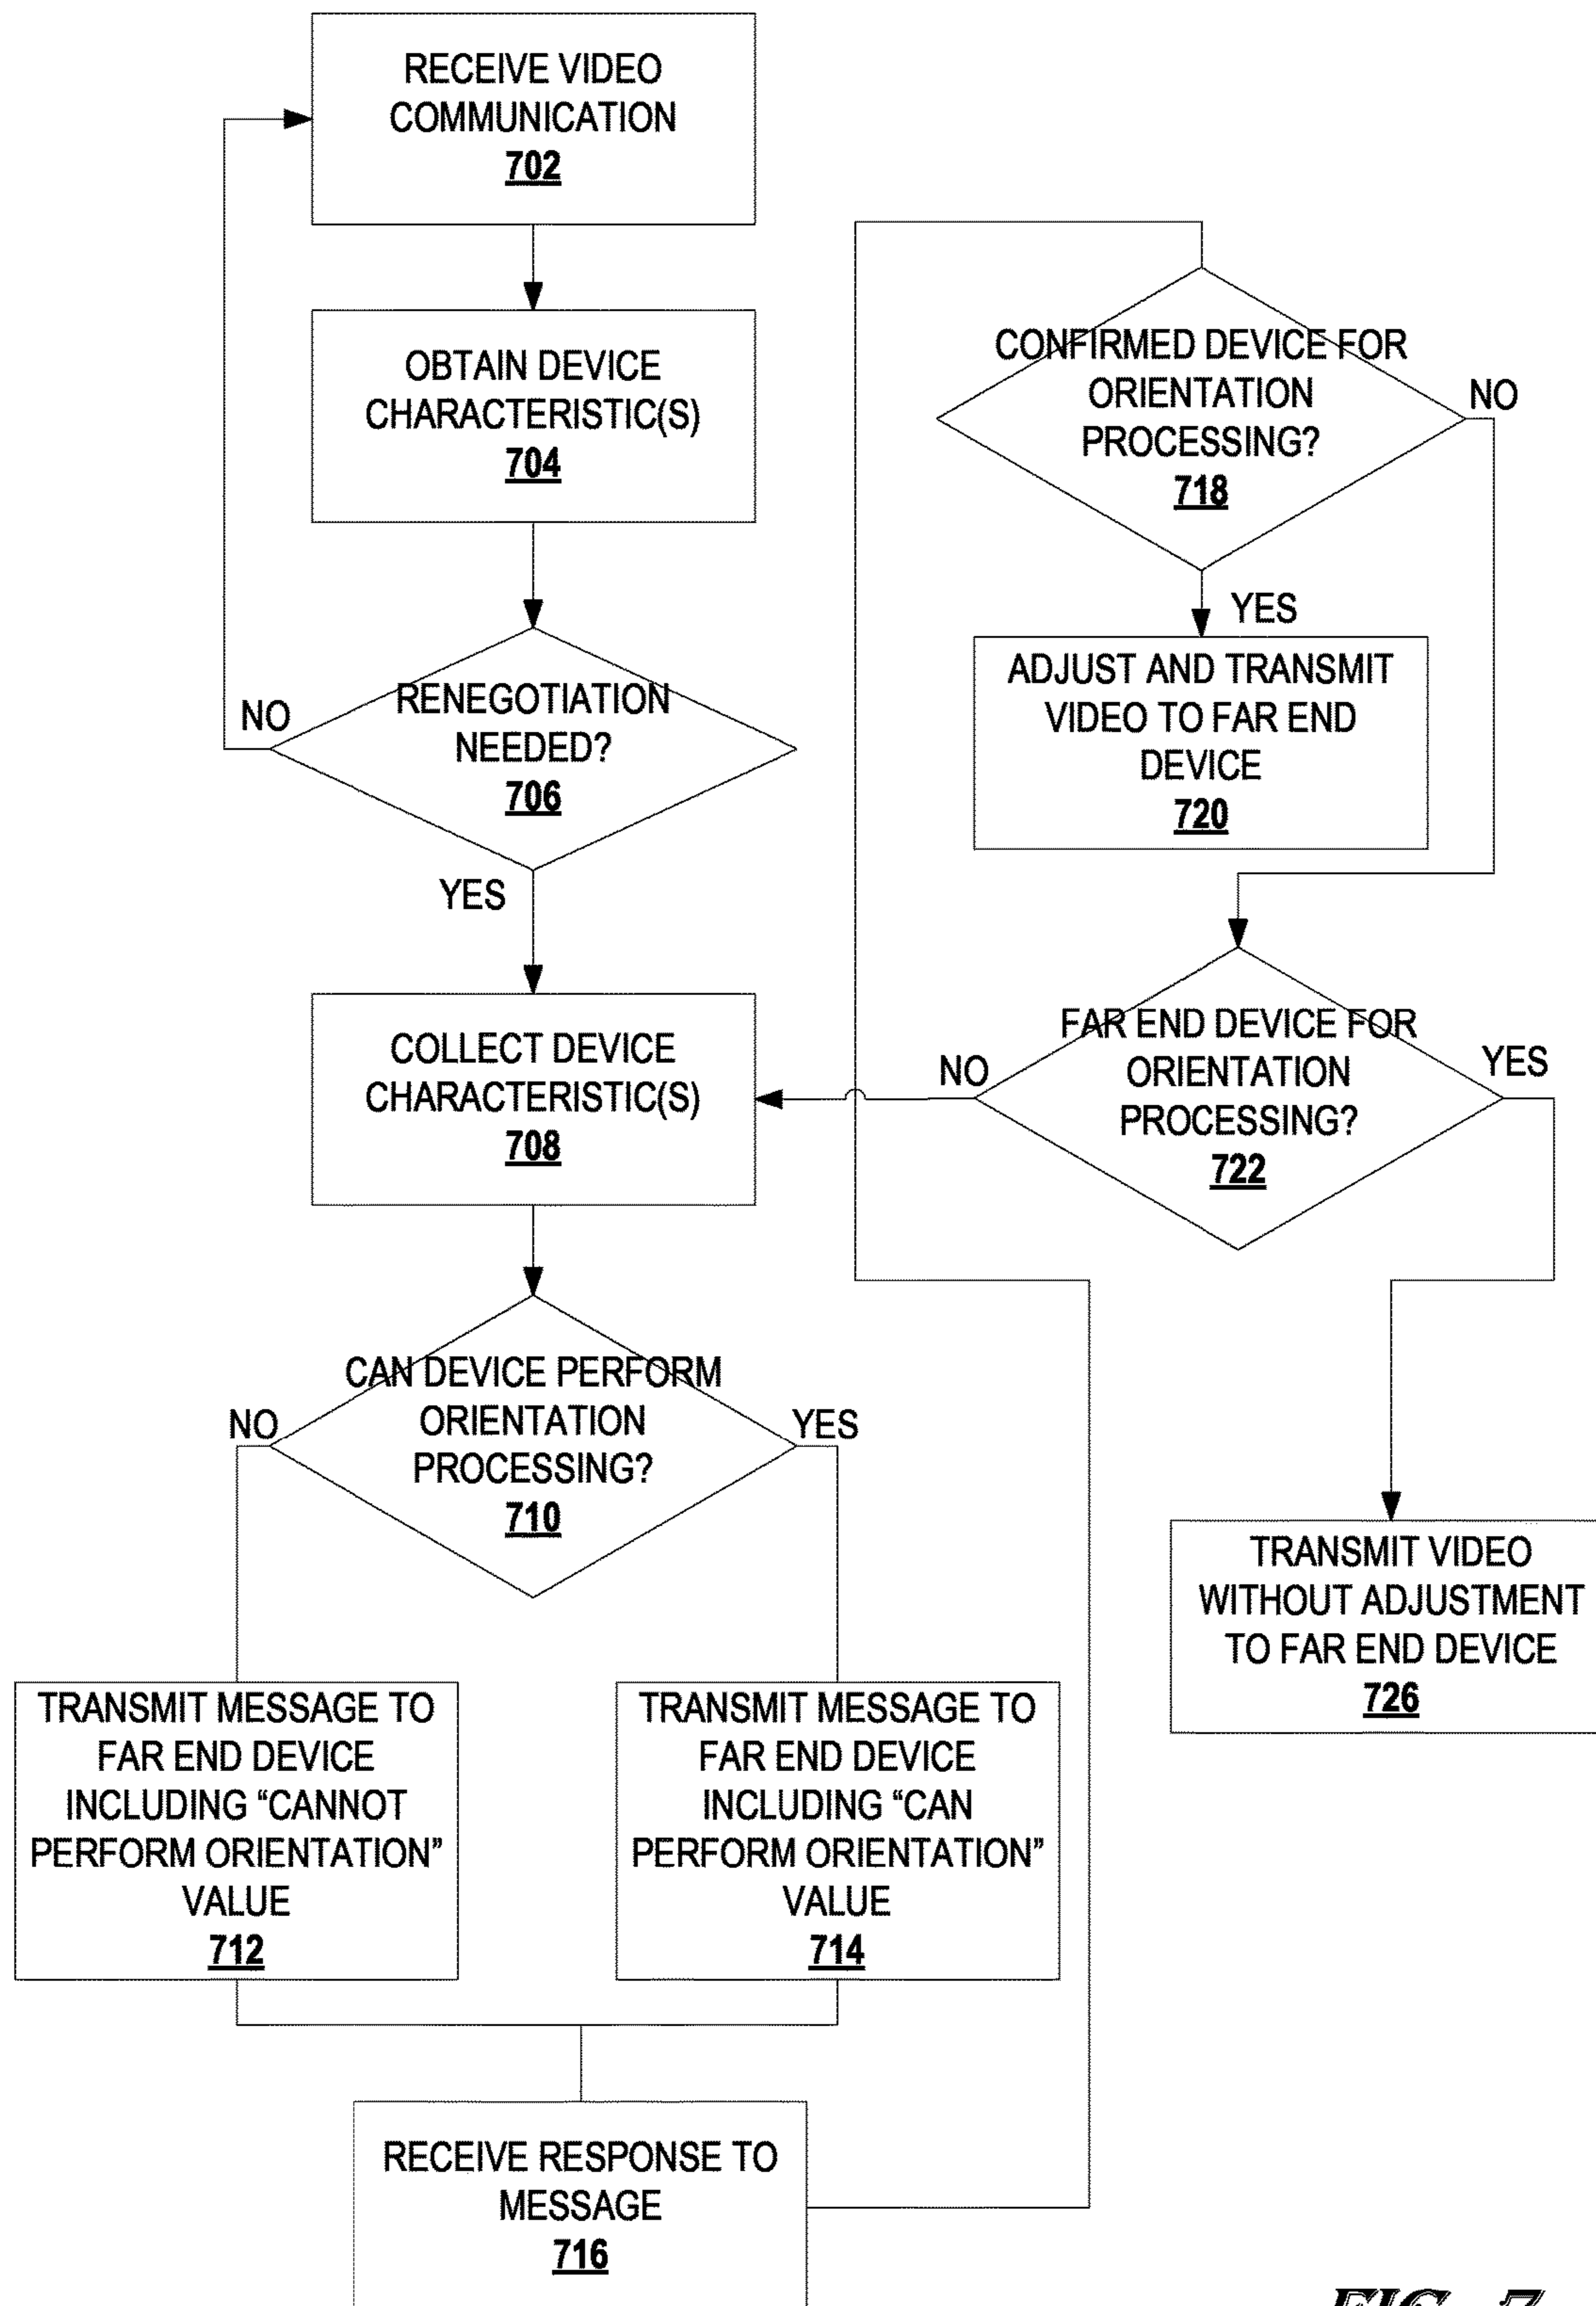 RECEIVE VIDEO
COMMUNICATION
702
OBTAIN DEVICE
CHARACTERISTIC(S)
704
RENEGOTIATION
NEEDED?
706
NO
YES
COLLECT DEVICE
CHARACTERISTIC(S)
708
CAN DEVICE PERFORM
ORIENTATION
PROCESSING?
710
NO
YES
TRANSMIT MESSAGE TO
FAR END DEVICE
INCLUDING “CANNOT
PERFORM ORIENTATION”
VALUE
712
TRANSMIT MESSAGE TO
FAR END DEVICE
INCLUDING “CAN
PERFORM ORIENTATION”
VALUE
714
RECEIVE RESPONSE TO
MESSAGE
716
CONFIRMED DEVICE FOR
ORIENTATION
PROCESSING?
718
NO
YES
ADJUST AND TRANSMIT
VIDEO TO FAR END
DEVICE
720
FAR END DEVICE FOR
ORIENTATION
PROCESSING?
722
NO
YES
TRANSMIT VIDEO
WITHOUT ADJUSTMENT
TO FAR END DEVICE
726
FIG. 7